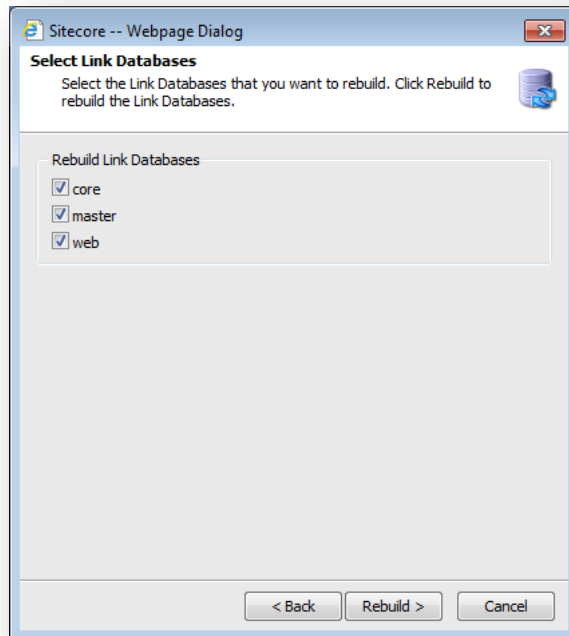 Sitecore -- Webpage Dialog
Select Link Databases
Select the Link Databases that you want to rebuild. Click Rebuild to
rebuild the Link Databases.
Rebuild Link Databases
core
master
web
< Back Rebuild > Cancel